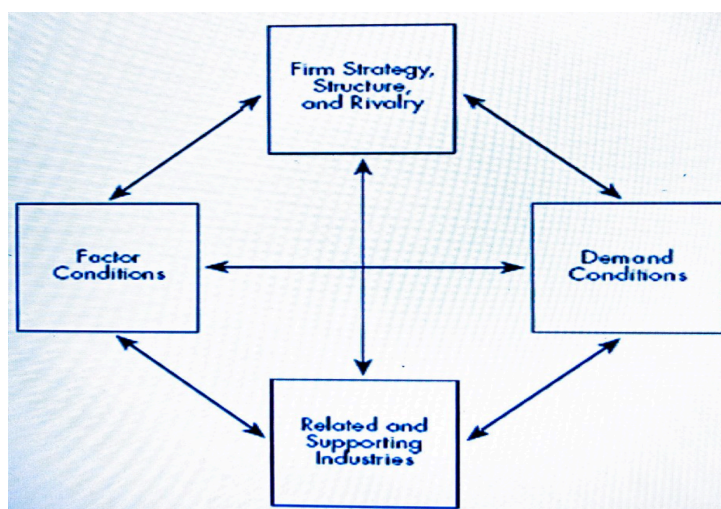 Firm Strategy,
Structure,
and Rivalry
Factor
Conditions
Demand
Conditions
Related and
Supporting
Industries